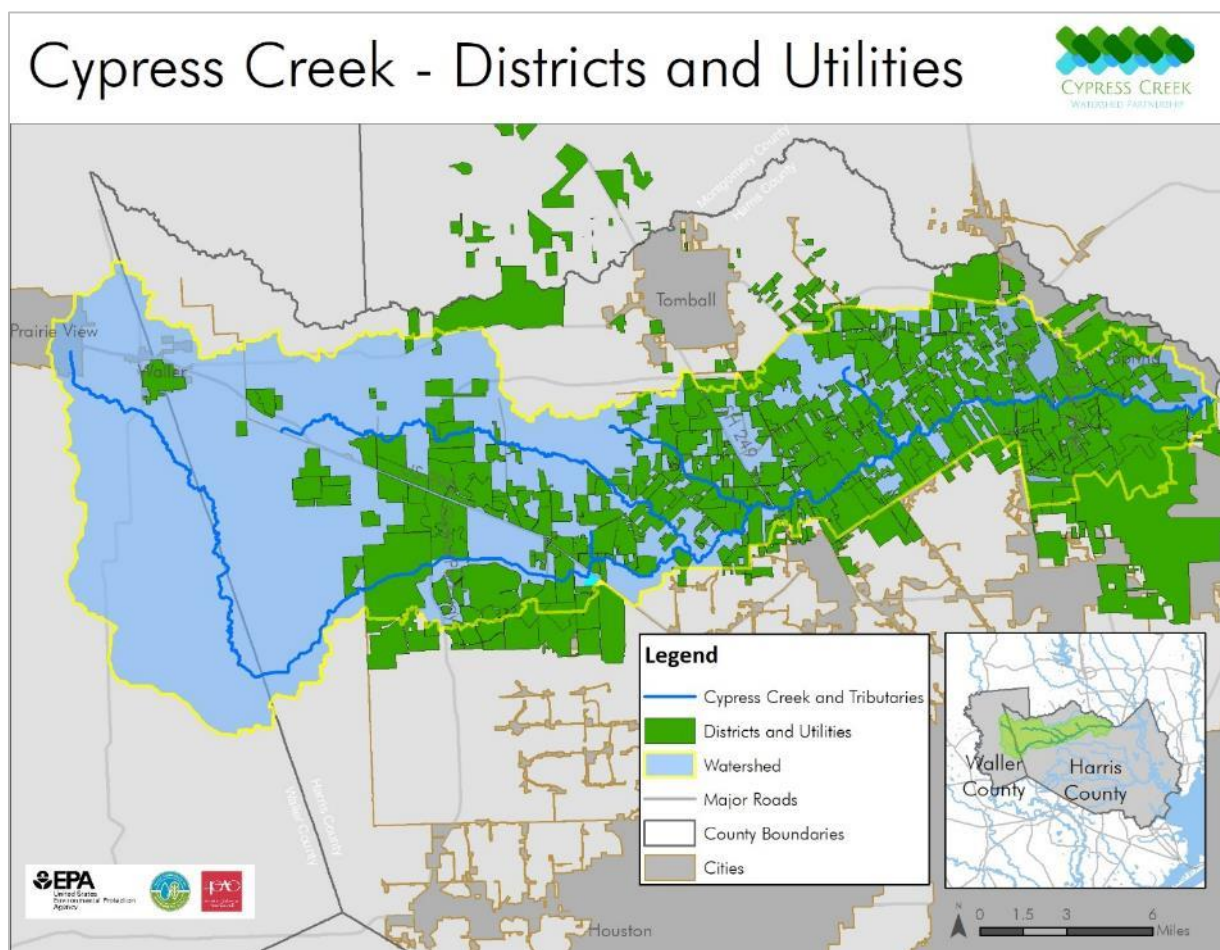 Cypress Creek - Districts and Utilities
CYPRESS CREEK
WATERSHED PARTNERSHIP
Montgomery County
Harris County
Tomball
Prairie View
Waller
Spring
SH 249
Harris County
Waller County
Houston
Legend
Cypress Creek and Tributaries
Districts and Utilities
Watershed
Major Roads
County Boundaries
Cities
Waller
County
Harris
County
EPA
United States
Environmental Protection
Agency
N
0 1.5 3 6
Miles